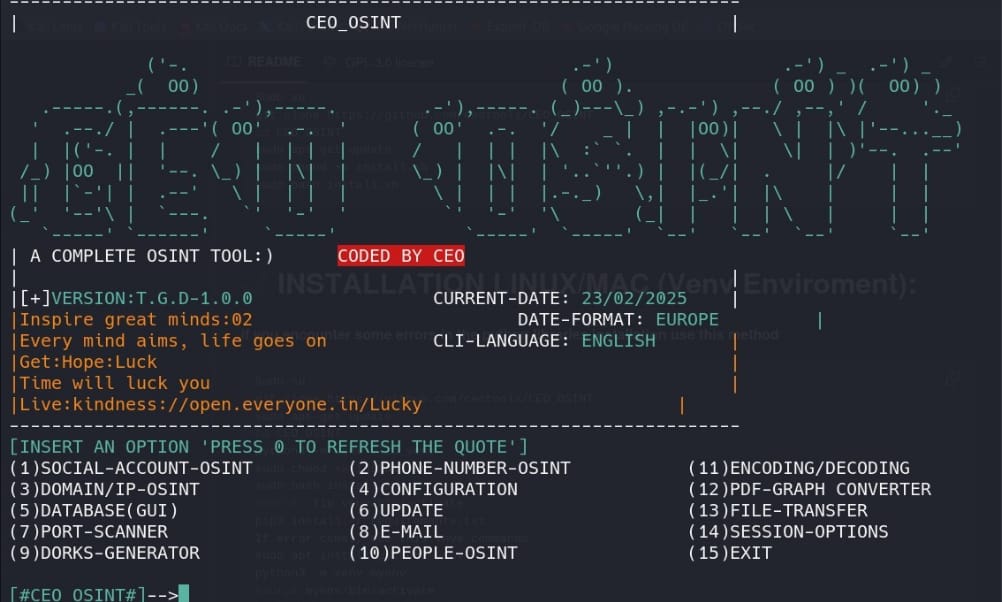 CEO_OSINT
A COMPLETE OSINT TOOL:) CODED BY CEO
INSTALLATION LINUX/MAC (Venv Enviroment):
[+]VERSION:T.G.D-1.0.0 CURRENT-DATE: 23/02/2025
Inspire great minds:02 DATE-FORMAT: EUROPE
Every mind aims, life goes on CLI-LANGUAGE: ENGLISH
Get:Hope:Luck
Time will luck you
Live:kindness://open.everyone.in/Lucky
[INSERT AN OPTION 'PRESS 0 TO REFRESH THE QUOTE']
(1)SOCIAL-ACCOUNT-OSINT (2)PHONE-NUMBER-OSINT (11)ENCODING/DECODING
(3)DOMAIN/IP-OSINT (4)CONFIGURATION (12)PDF-GRAPH CONVERTER
(5)DATABASE(GUI) (6)UPDATE (13)FILE-TRANSFER
(7)PORT-SCANNER (8)E-MAIL (14)SESSION-OPTIONS
(9)DORKS-GENERATOR (10)PEOPLE-OSINT (15)EXIT
[#CEO_OSINT#]-->